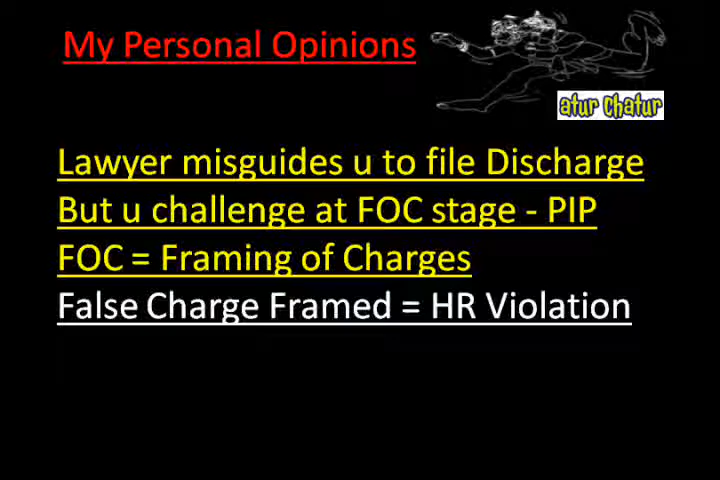 My Personal Opinions
atur chatur
Lawyer misguides u to file Discharge
But u challenge at FOC stage - PIP
FOC = Framing of Charges
False Charge Framed = HR Violation